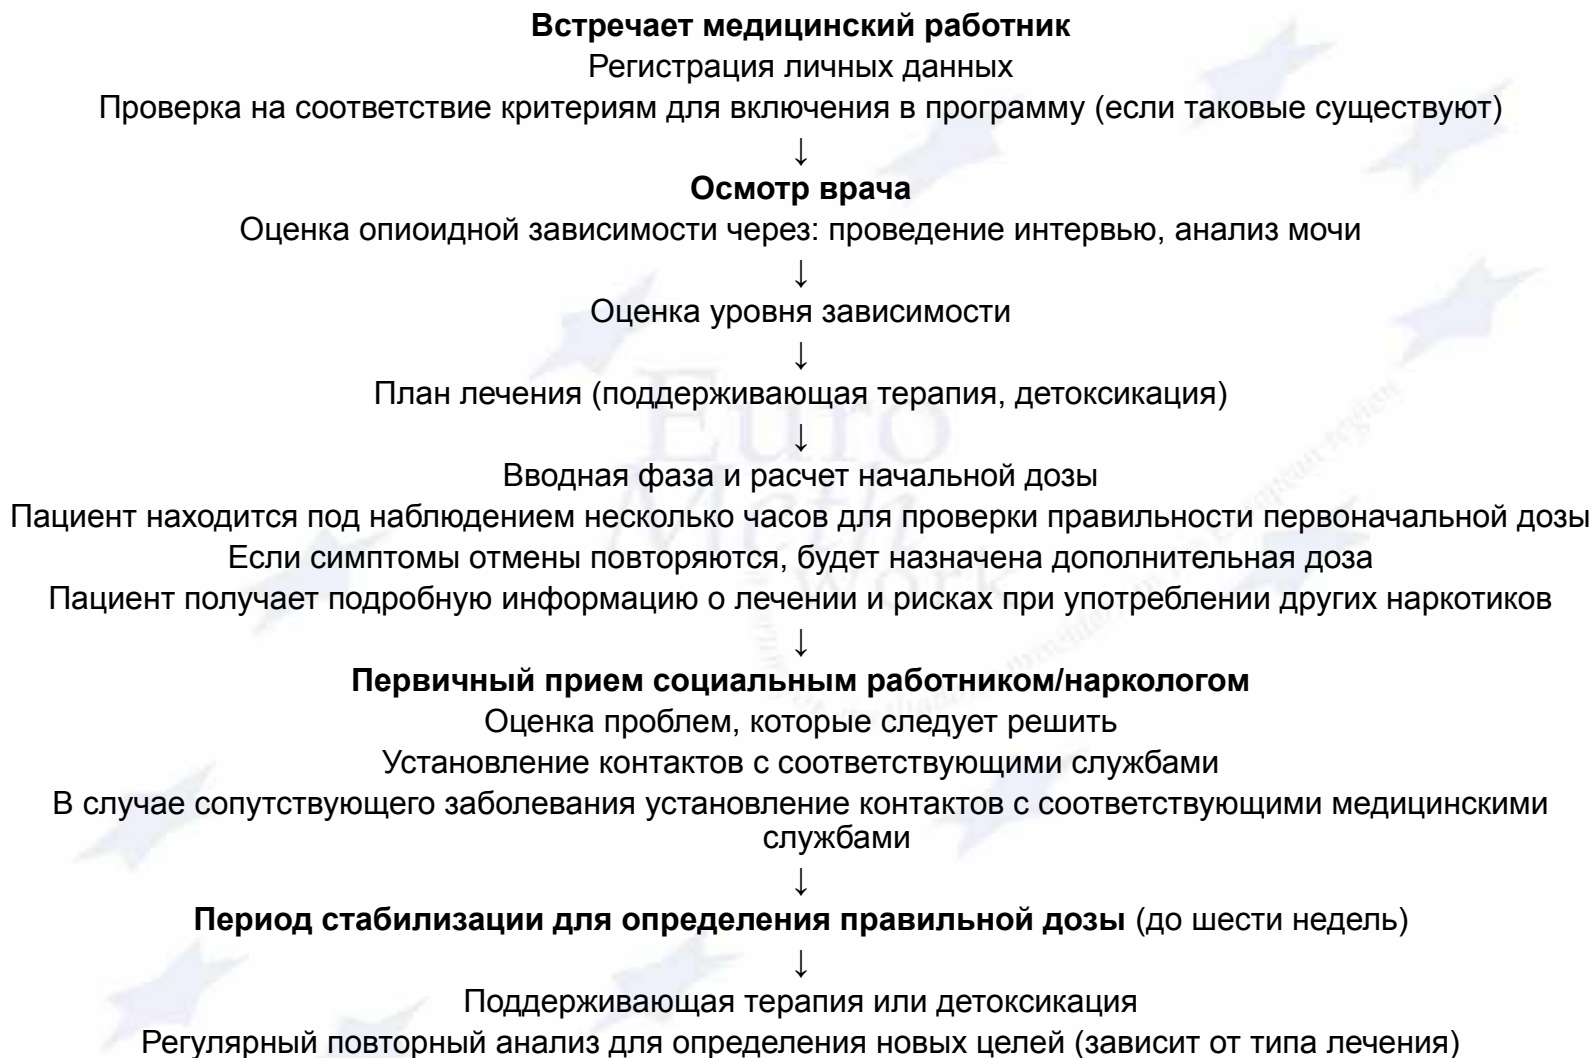 Встречает медицинский работник
Регистрация личных данных
Проверка на соответствие критериям для включения в программу (если таковые существуют)
↓
Осмотр врача
Оценка опиоидной зависимости через: проведение интервью, анализ мочи
↓
Оценка уровня зависимости
↓
План лечения (поддерживающая терапия, детоксикация)
↓
Вводная фаза и расчет начальной дозы
Пациент находится под наблюдением несколько часов для проверки правильности первоначальной дозы
Если симптомы отмены повторяются, будет назначена дополнительная доза
Пациент получает подробную информацию о лечении и рисках при употреблении других наркотиков
↓
Первичный прием социальным работником/наркологом
Оценка проблем, которые следует решить
Установление контактов с соответствующими службами
В случае сопутствующего заболевания установление контактов с соответствующими медицинскими
службами
↓
Период стабилизации для определения правильной дозы (до шести недель)
↓
Поддерживающая терапия или детоксикация
Регулярный повторный анализ для определения новых целей (зависит от типа лечения)
Euro
Meth
work